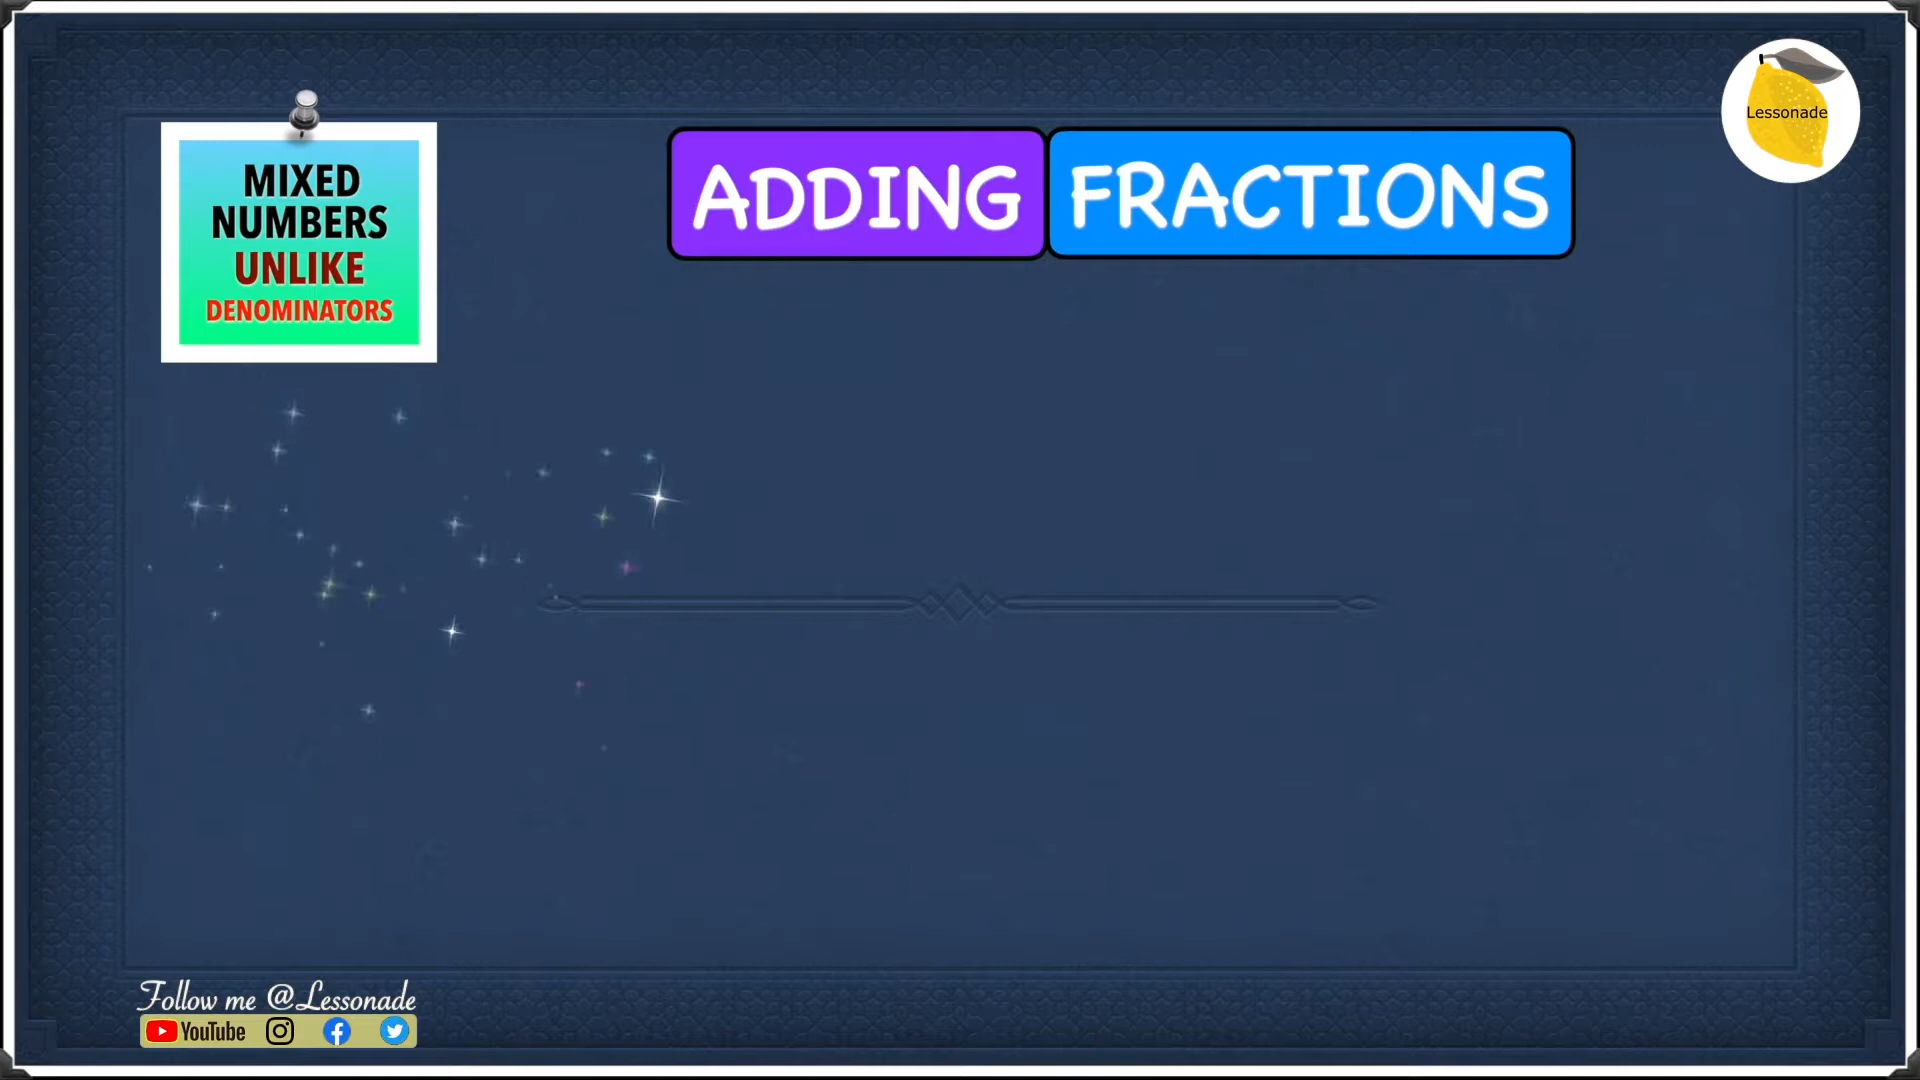 MIXED
NUMBERS
UNLIKE
DENOMINATORS
ADDING FRACTIONS
Lessonade
Follow me @Lessonade
YouTube